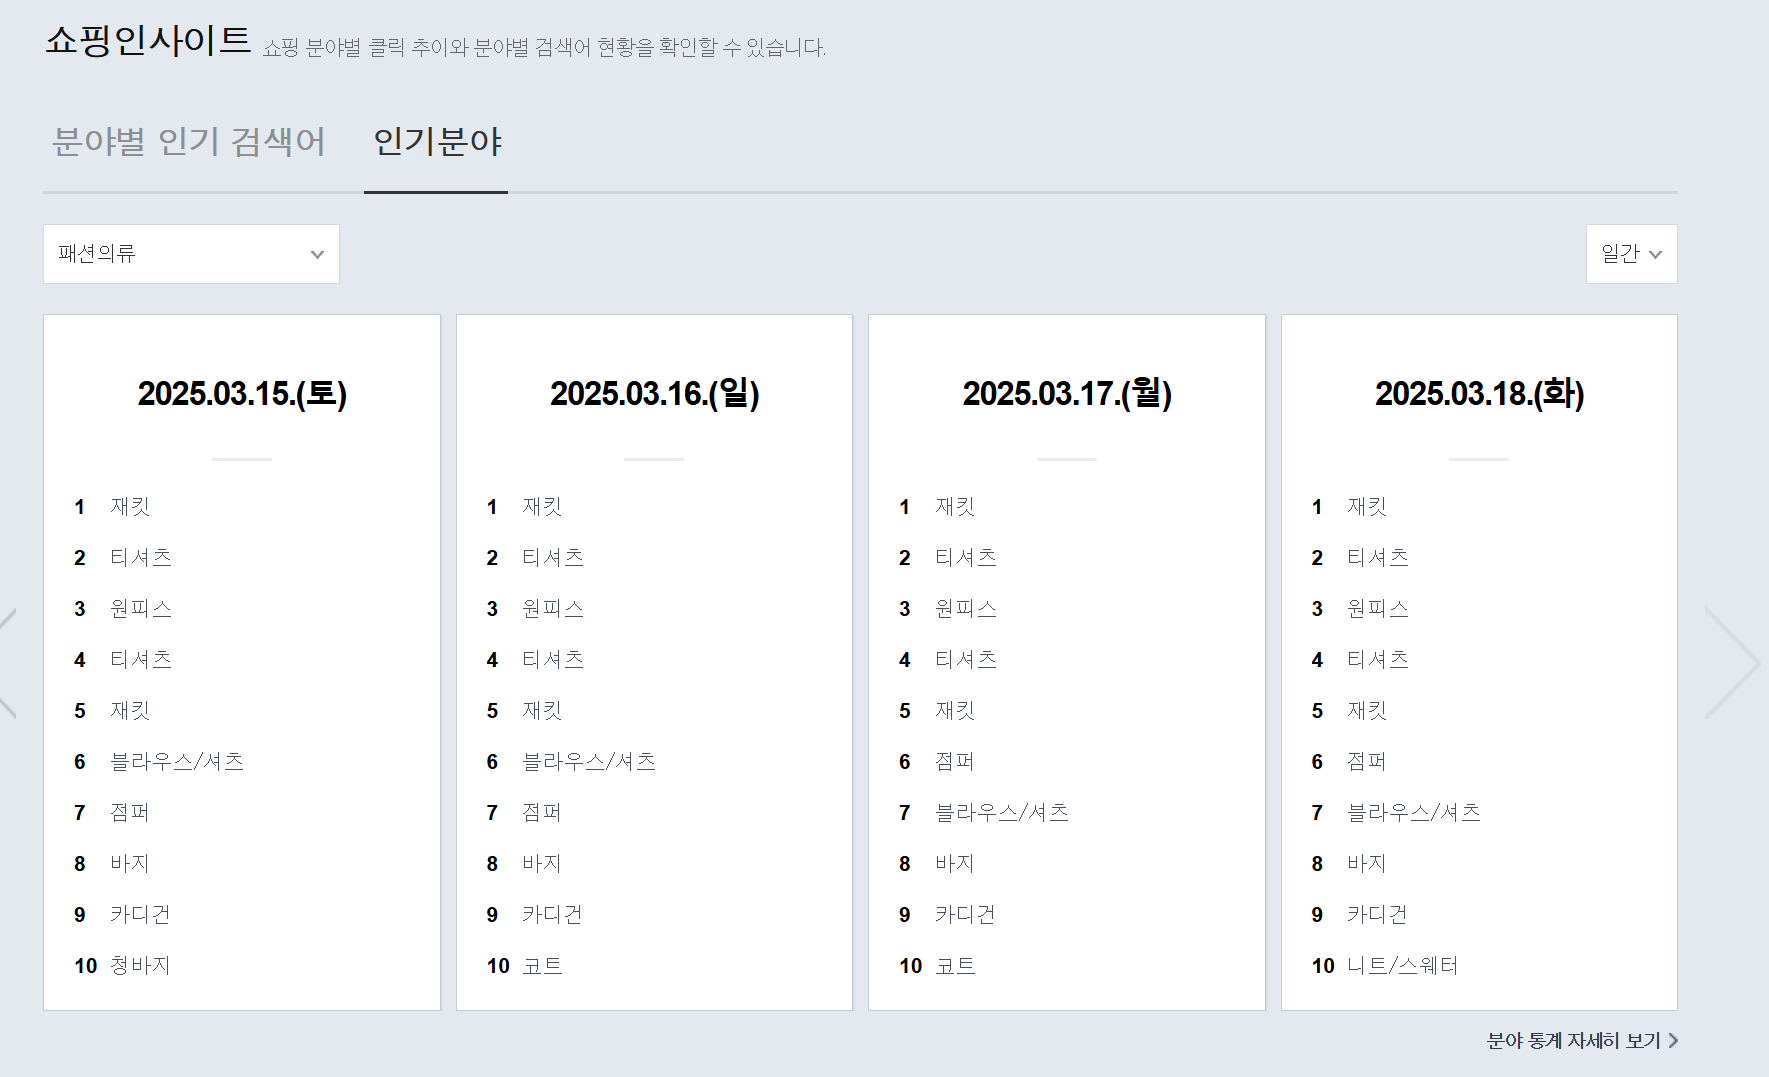 쇼핑인사이트 쇼핑 분야별 클릭 추이와 분야별 검색어 현황을 확인할 수 있습니다.
분야별 인기 검색어 인기분야
패션의류 일간
2025.03.15.(토)
1 재킷
2 티셔츠
3 원피스
4 티셔츠
5 재킷
6 블라우스/셔츠
7 점퍼
8 바지
9 카디건
10 청바지
2025.03.16.(일)
1 재킷
2 티셔츠
3 원피스
4 티셔츠
5 재킷
6 블라우스/셔츠
7 점퍼
8 바지
9 카디건
10 코트
2025.03.17.(월)
1 재킷
2 티셔츠
3 원피스
4 티셔츠
5 재킷
6 점퍼
7 블라우스/셔츠
8 바지
9 카디건
10 코트
2025.03.18.(화)
1 재킷
2 티셔츠
3 원피스
4 티셔츠
5 재킷
6 점퍼
7 블라우스/셔츠
8 바지
9 카디건
10 니트/스웨터
분야 통계 자세히 보기